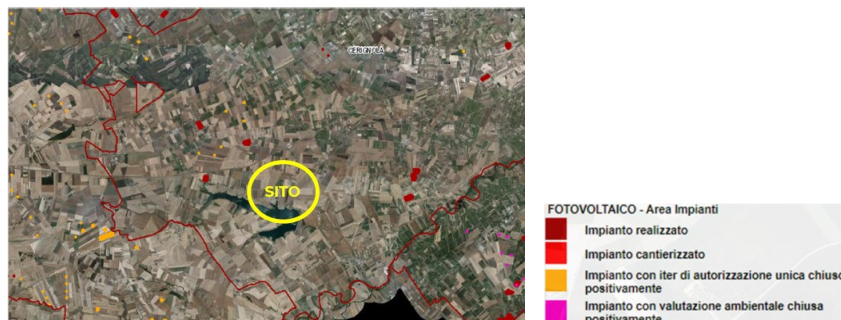 CERIGNOLA
SITO
FOTOVOLTAICO - Area Impianti
Impianto realizzato
Impianto cantierizzato
Impianto con iter di autorizzazione unica chiuso
positivamente
Impianto con valutazione ambientale chiusa
positivamente